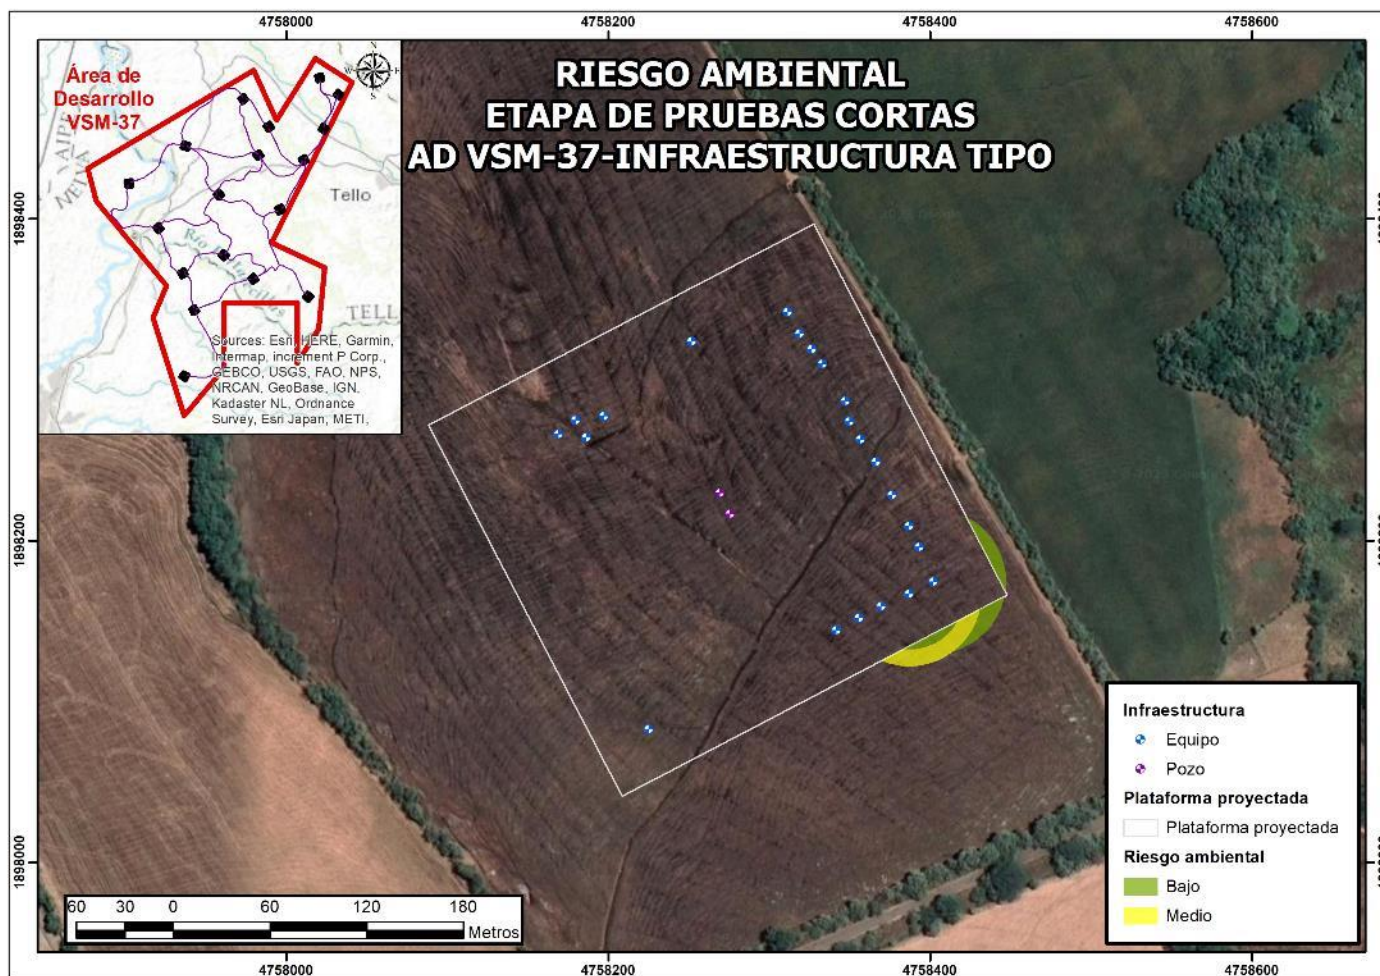 4758000
4758200
4758400
4758600
RIESGO AMBIENTAL
ETAPA DE PRUEBAS CORTAS
AD VSM-37-INFRAESTRUCTURA TIPO
Área de
Desarrollo
VSM-37
N
W
E
S
NEIVA
Tello
TELL
Sources: Esri, HERE, Garmin,
Intermap, increment P Corp.,
GEBCO, USGS, FAO, NPS,
NRCAN, GeoBase, IGN,
Kadaster NL, Ordnance
Survey, Esri Japan, METI,
1898400
1898200
1898000
Infraestructura
Equipo
Pozo
Plataforma proyectada
Plataforma proyectada
Riesgo ambiental
Bajo
Medio
60 30 0 60 120 180
Metros
4758000
4758200
4758400
4758600